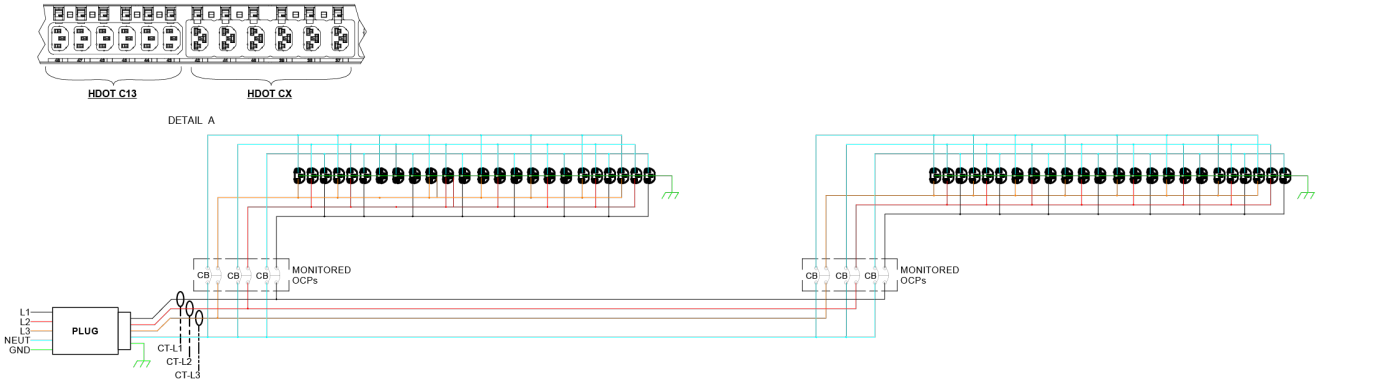 HDOT C13
HDOT CX
DETAIL A
CB
CB
CB
MONITORED
OCPs
CB
CB
CB
MONITORED
OCPs
L1
L2
L3
NEUT
GND
PLUG
CT-L1
CT-L2
CT-L3